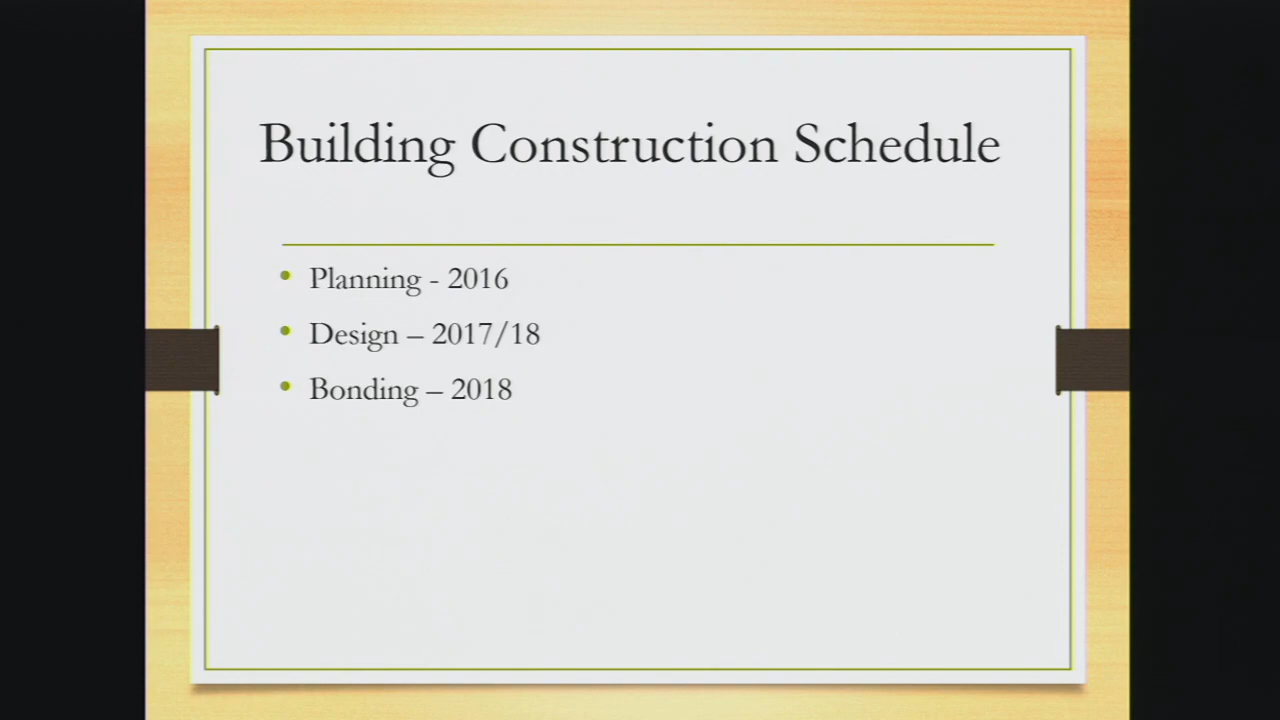 Building Construction Schedule
• Planning - 2016
• Design – 2017/18
• Bonding – 2018